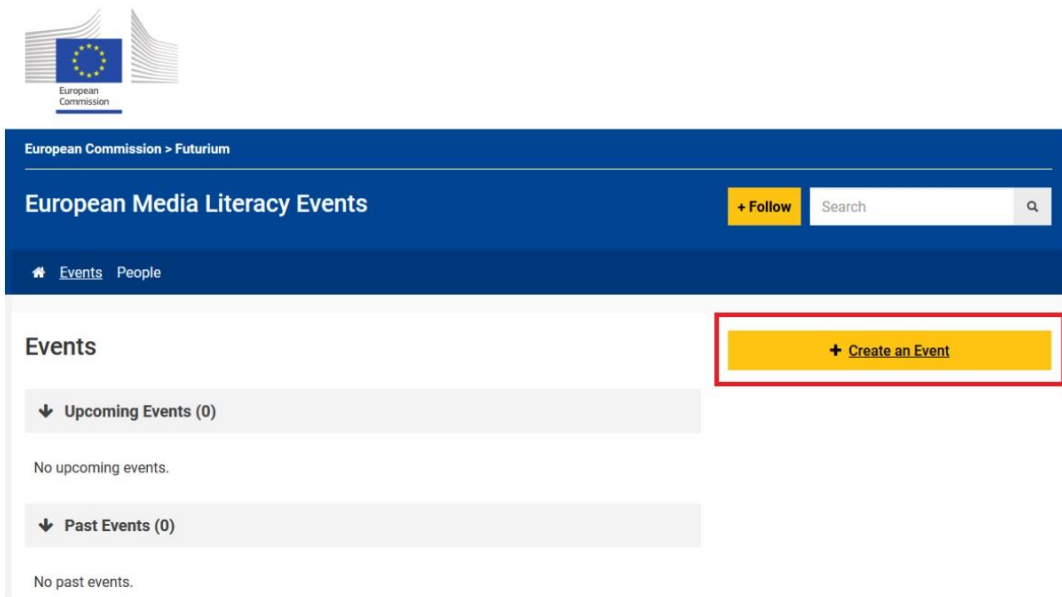 European
Commission
European Commission > Futurium
European Media Literacy Events
+ Follow
Search
Events People
Events
+ Create an Event
Upcoming Events (0)
No upcoming events.
Past Events (0)
No past events.